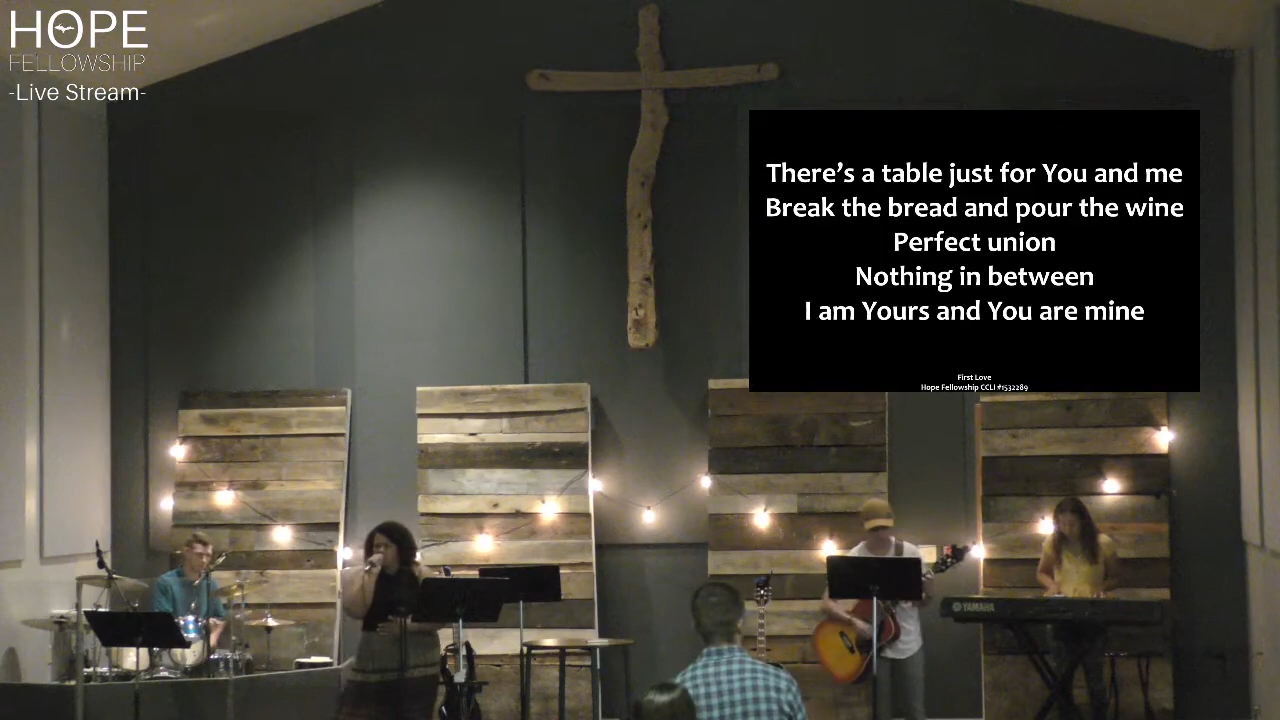 HOPE
FELLOWSHIP
-Live Stream-
There's a table just for You and me
Break the bread and pour the wine
Perfect union
Nothing in between
I am Yours and You are mine
First Love
Hope Fellowship CCLI #1532289
YAMAHA